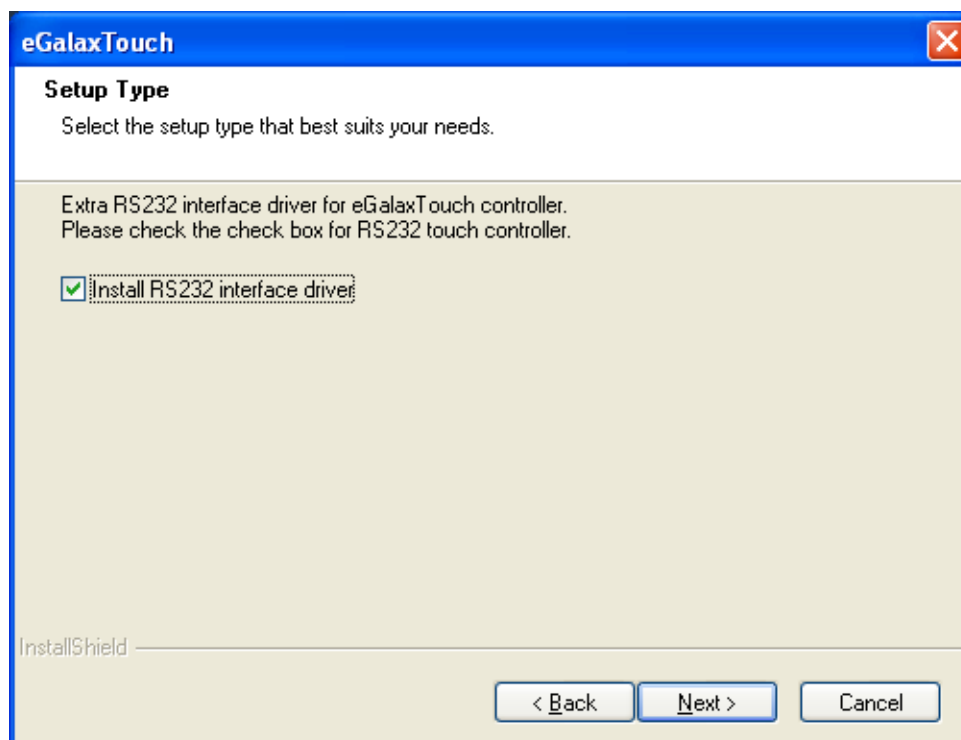 eGalaxTouch
Setup Type
Select the setup type that best suits your needs.
Extra RS232 interface driver for eGalaxTouch controller.
Please check the check box for RS232 touch controller.
Install RS232 interface driver
InstallShield
< Back Next > Cancel